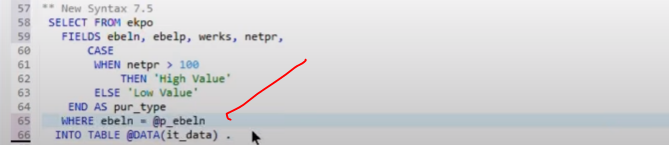 57 ** New Syntax 7.5
58 SELECT FROM ekpo
59 FIELDS ebeln, ebelp, werks, netpr,
60 CASE
61 WHEN netpr > 100
62 THEN 'High Value'
63 ELSE 'Low Value'
64 END AS pur_type
65 WHERE ebeln = @p_ebeln
66 INTO TABLE @DATA(it_data) .